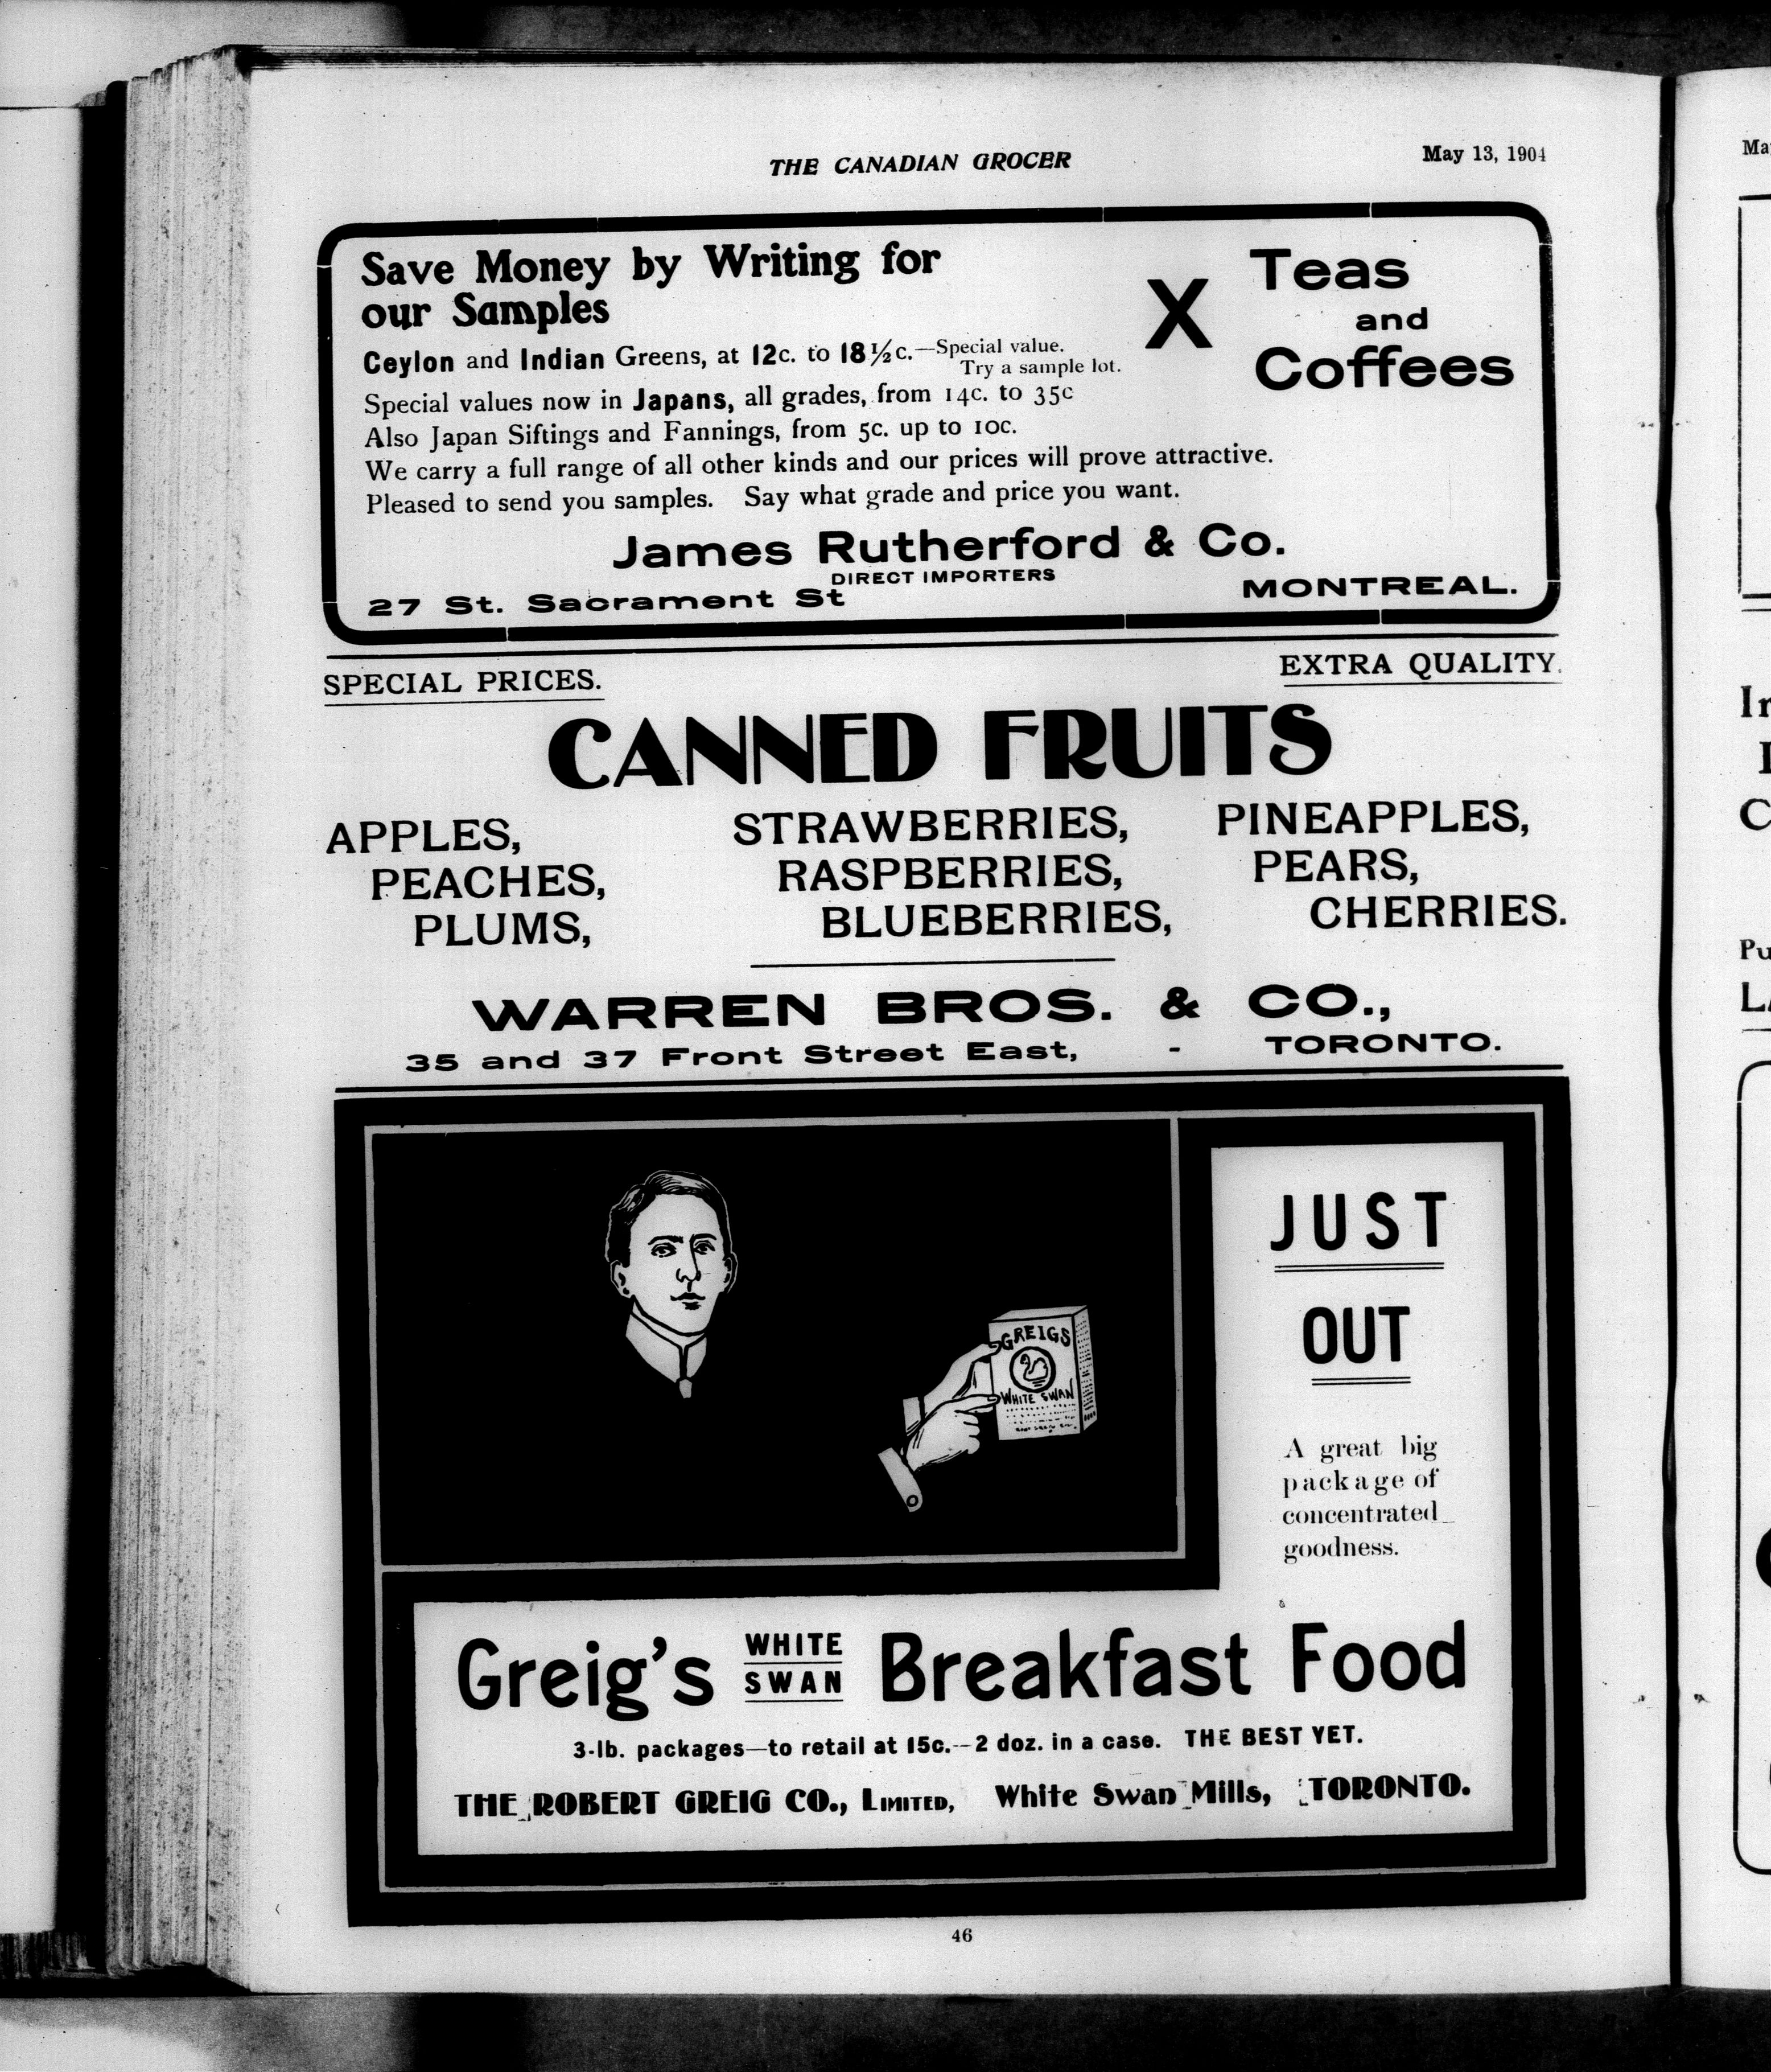 THE CANADIAN GROCER
May 13, 1904
Save Money by Writing for
our Samples
X
Teas
and
Coffees
Ceylon and Indian Greens, at 12c. to 18½c.—Special value.
Try a sample lot.
Special values now in Japans, all grades, from 14c. to 35c
Also Japan Siftings and Fannings, from 5c. up to 10c.
We carry a full range of all other kinds and our prices will prove attractive.
Pleased to send you samples. Say what grade and price you want.
James Rutherford & Co.
DIRECT IMPORTERS
27 St. Sacrament St
MONTREAL.
SPECIAL PRICES.
EXTRA QUALITY.
CANNED FRUITS
APPLES,
PEACHES,
PLUMS,
STRAWBERRIES,
RASPBERRIES,
BLUEBERRIES,
PINEAPPLES,
PEARS,
CHERRIES.
WARREN BROS. & CO.,
35 and 37 Front Street East, - TORONTO.
GREIGS
WHITE SWAN
JUST
OUT
A great big
package of
concentrated
goodness.
Greig's WHITE SWAN Breakfast Food
3-lb. packages—to retail at 15c.--2 doz. in a case. THE BEST YET.
THE ROBERT GREIG CO., LIMITED, White Swan Mills, TORONTO.
46